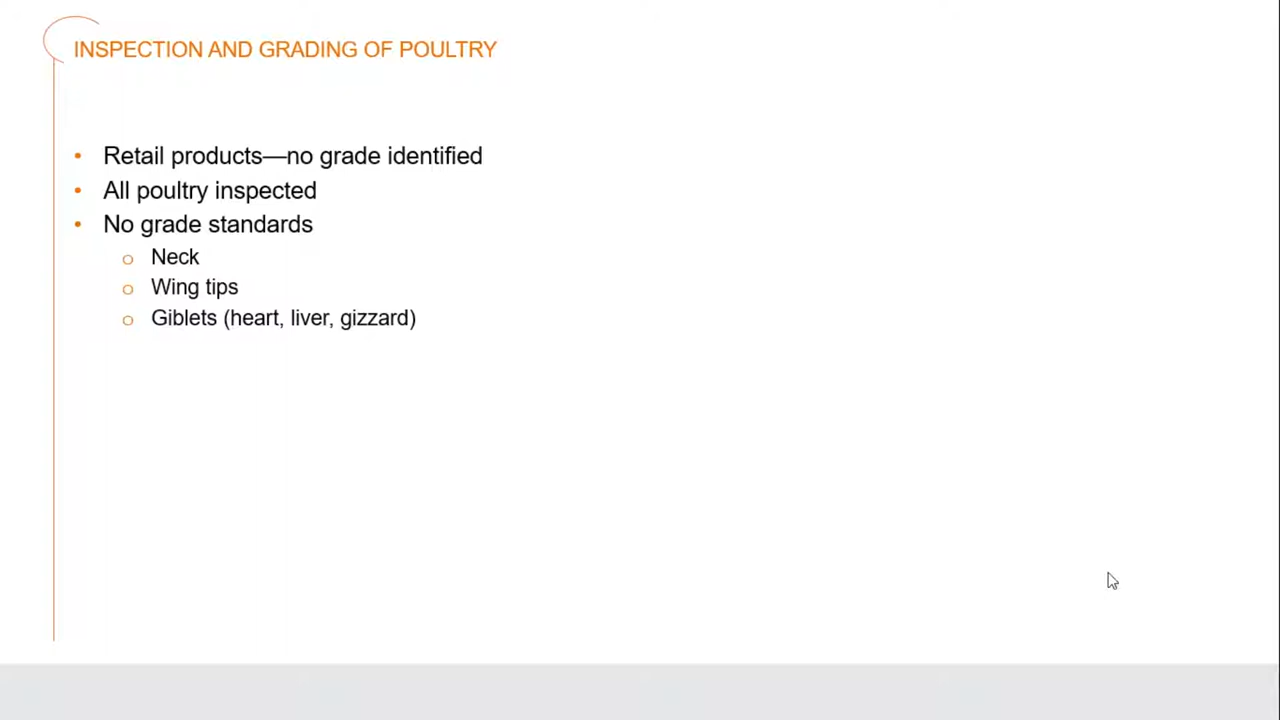 INSPECTION AND GRADING OF POULTRY
• Retail products—no grade identified
• All poultry inspected
• No grade standards
o Neck
o Wing tips
o Giblets (heart, liver, gizzard)